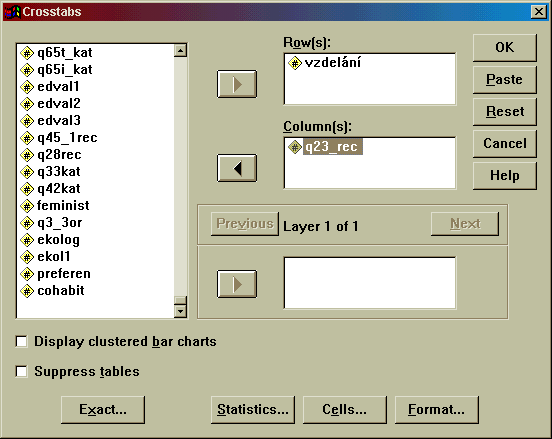 Crosstabs
q65t_kat
q65i_kat
edval1
edval2
edval3
q45_1rec
q28rec
q33kat
q42kat
feminist
q3_3or
ekolog
ekol1
preferen
cohabit
Row(s):
vzdelání
Column(s):
q23_rec
OK
Paste
Reset
Cancel
Help
Previous
Layer 1 of 1
Next
Display clustered bar charts
Suppress tables
Exact...
Statistics...
Cells...
Format...